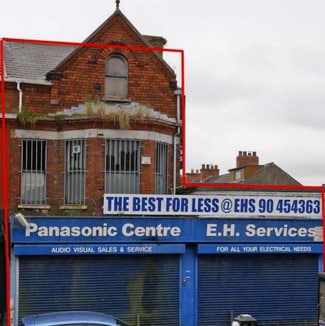 THE BEST FOR LESS @ EHS 90 454363
Panasonic Centre
E.H. Services
AUDIO VISUAL SALES & SERVICE
FOR ALL YOUR ELECTRICAL NEEDS